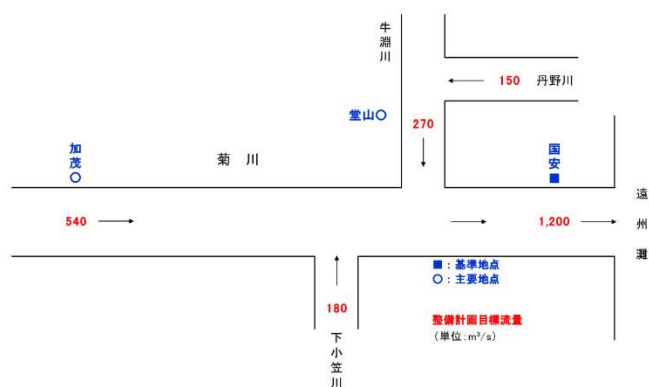 牛淵川
150 丹野川
堂山○
270
加茂○
菊川
国安■
540
1,200
遠州灘
■：基準地点
○：主要地点
180
整備計画目標流量
(単位:m³/s)
下小笠川